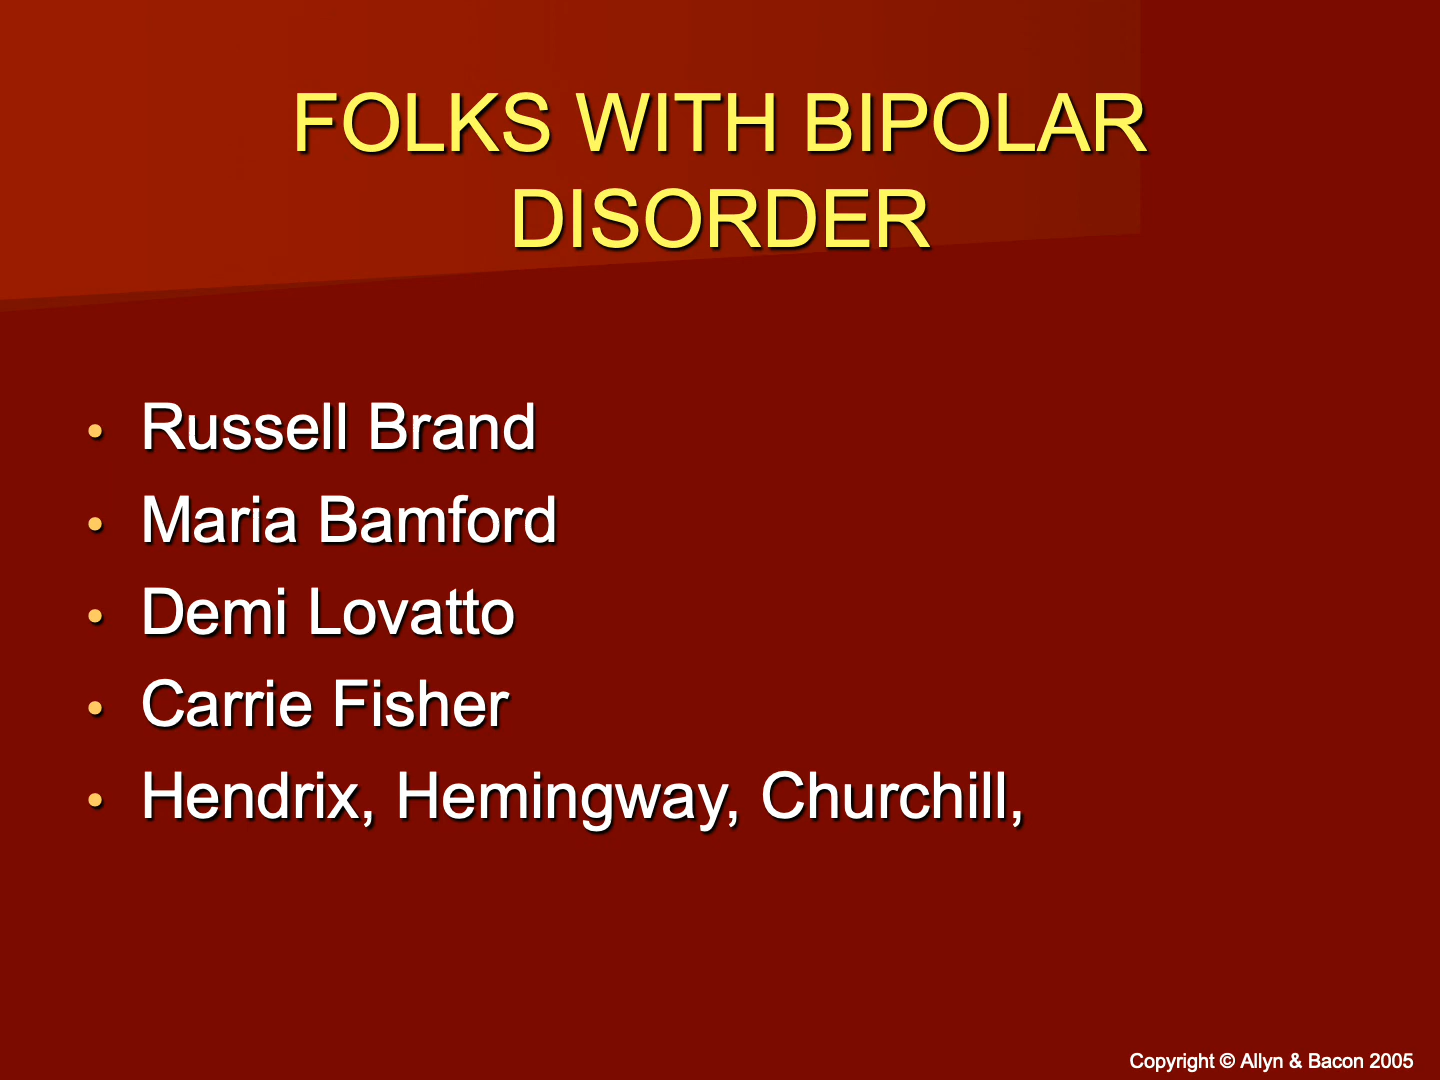 FOLKS WITH BIPOLAR
DISORDER
• Russell Brand
• Maria Bamford
• Demi Lovatto
• Carrie Fisher
• Hendrix, Hemingway, Churchill,
Copyright © Allyn & Bacon 2005